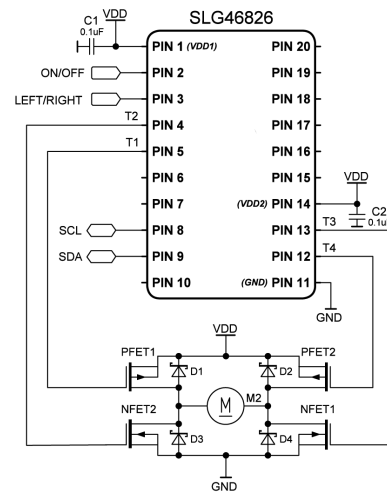 SLG46826
C1
0.1uF
VDD
PIN 1 (VDD1) PIN 20
ON/OFF PIN 2 PIN 19
LEFT/RIGHT PIN 3 PIN 18
T2 PIN 4 PIN 17
T1 PIN 5 PIN 16
PIN 6 PIN 15
VDD
PIN 7 (VDD2) PIN 14
C2
0.1u
SCL PIN 8 PIN 13 T3
SDA PIN 9 PIN 12 T4
PIN 10 (GND) PIN 11
GND
VDD
PFET1 PFET2
D1 D2
M M2
NFET2 NFET1
D3 D4
GND